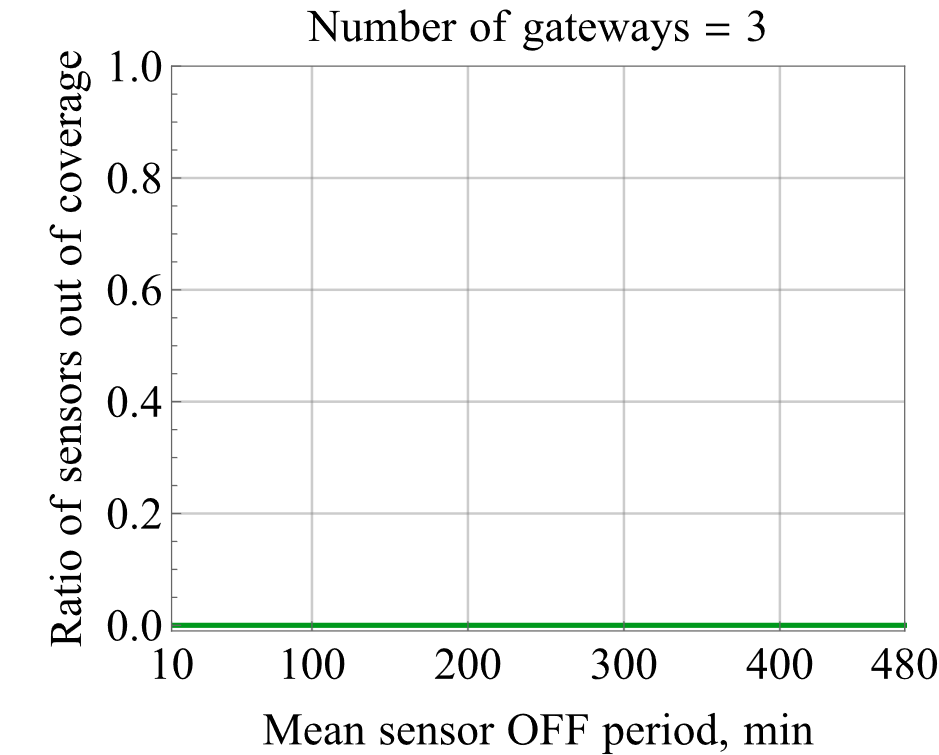 Number of gateways = 3
Ratio of sensors out of coverage
1.0
0.8
0.6
0.4
0.2
0.0
10 100 200 300 400 480
Mean sensor OFF period, min